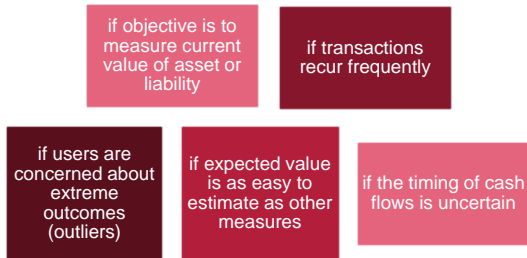 if objective is to
measure current
value of asset or
liability
if transactions
recur frequently
if users are
concerned about
extreme
outcomes
(outliers)
if expected value
is as easy to
estimate as other
measures
if the timing of cash
flows is uncertain